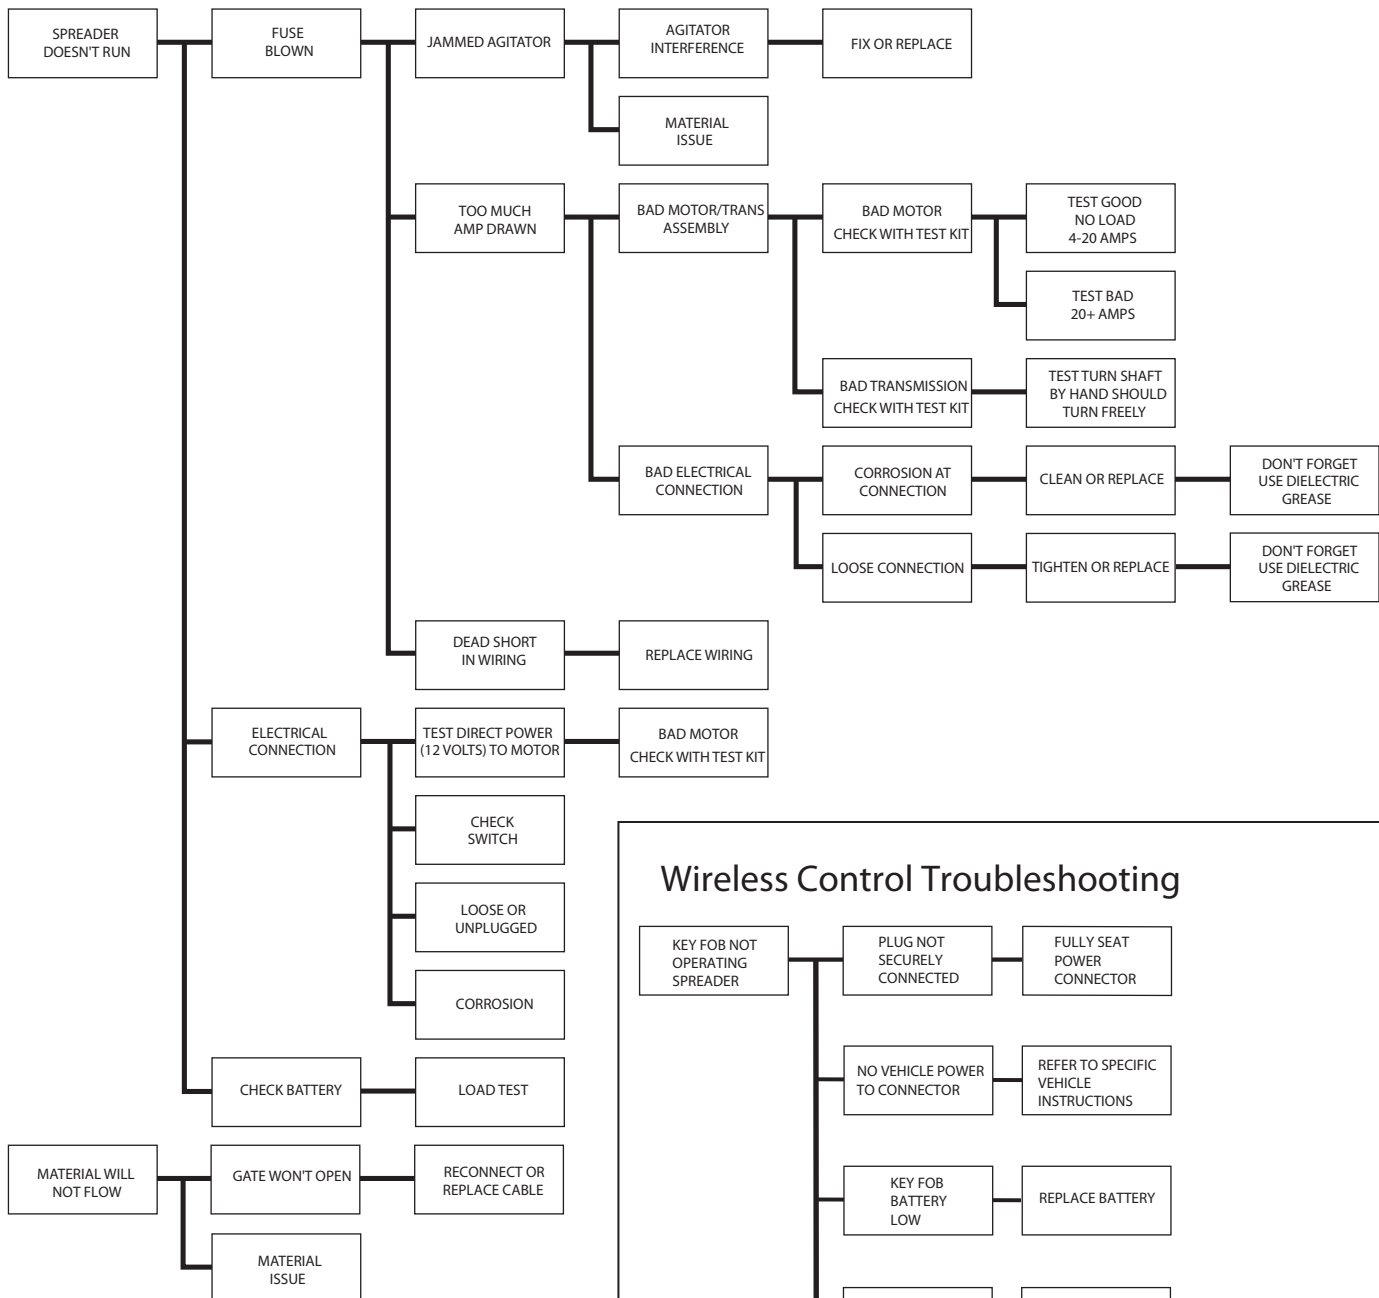 SPREADER
DOESN'T RUN
FUSE
BLOWN
JAMMED AGITATOR
AGITATOR
INTERFERENCE
FIX OR REPLACE
MATERIAL
ISSUE
TOO MUCH
AMP DRAWN
BAD MOTOR/TRANS
ASSEMBLY
BAD MOTOR
CHECK WITH TEST KIT
TEST GOOD
NO LOAD
4-20 AMPS
TEST BAD
20+ AMPS
BAD TRANSMISSION
CHECK WITH TEST KIT
TEST TURN SHAFT
BY HAND SHOULD
TURN FREELY
BAD ELECTRICAL
CONNECTION
CORROSION AT
CONNECTION
CLEAN OR REPLACE
DON'T FORGET
USE DIELECTRIC
GREASE
LOOSE CONNECTION
TIGHTEN OR REPLACE
DON'T FORGET
USE DIELECTRIC
GREASE
DEAD SHORT
IN WIRING
REPLACE WIRING
ELECTRICAL
CONNECTION
TEST DIRECT POWER
(12 VOLTS) TO MOTOR
BAD MOTOR
CHECK WITH TEST KIT
CHECK
SWITCH
LOOSE OR
UNPLUGGED
CORROSION
CHECK BATTERY
LOAD TEST
MATERIAL WILL
NOT FLOW
GATE WON'T OPEN
RECONNECT OR
REPLACE CABLE
MATERIAL
ISSUE
Wireless Control Troubleshooting
KEY FOB NOT
OPERATING
SPREADER
PLUG NOT
SECURELY
CONNECTED
FULLY SEAT
POWER
CONNECTOR
NO VEHICLE POWER
TO CONNECTOR
REFER TO SPECIFIC
VEHICLE
INSTRUCTIONS
KEY FOB
BATTERY
LOW
REPLACE BATTERY